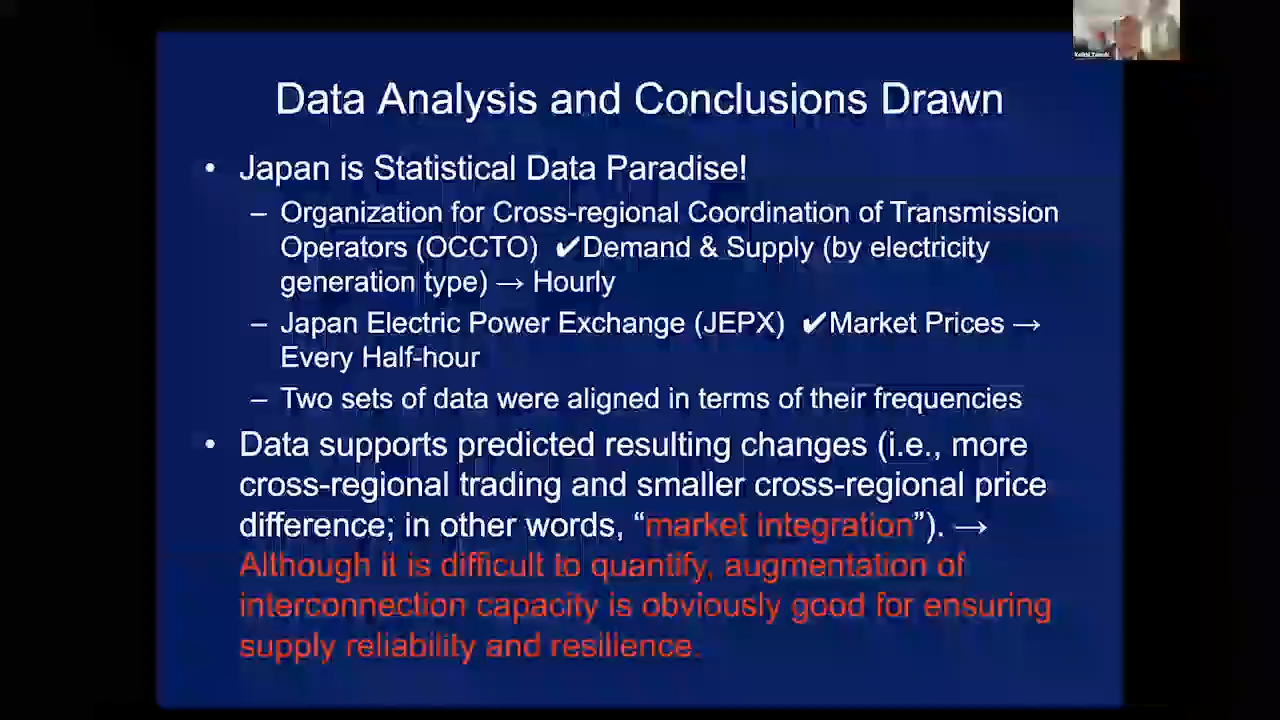 Data Analysis and Conclusions Drawn
• Japan is Statistical Data Paradise!
– Organization for Cross-regional Coordination of Transmission
Operators (OCCTO) ✔Demand & Supply (by electricity
generation type) → Hourly
– Japan Electric Power Exchange (JEPX) ✔Market Prices →
Every Half-hour
– Two sets of data were aligned in terms of their frequencies
• Data supports predicted resulting changes (i.e., more
cross-regional trading and smaller cross-regional price
difference; in other words, “market integration”). →
Although it is difficult to quantify, augmentation of
interconnection capacity is obviously good for ensuring
supply reliability and resilience.